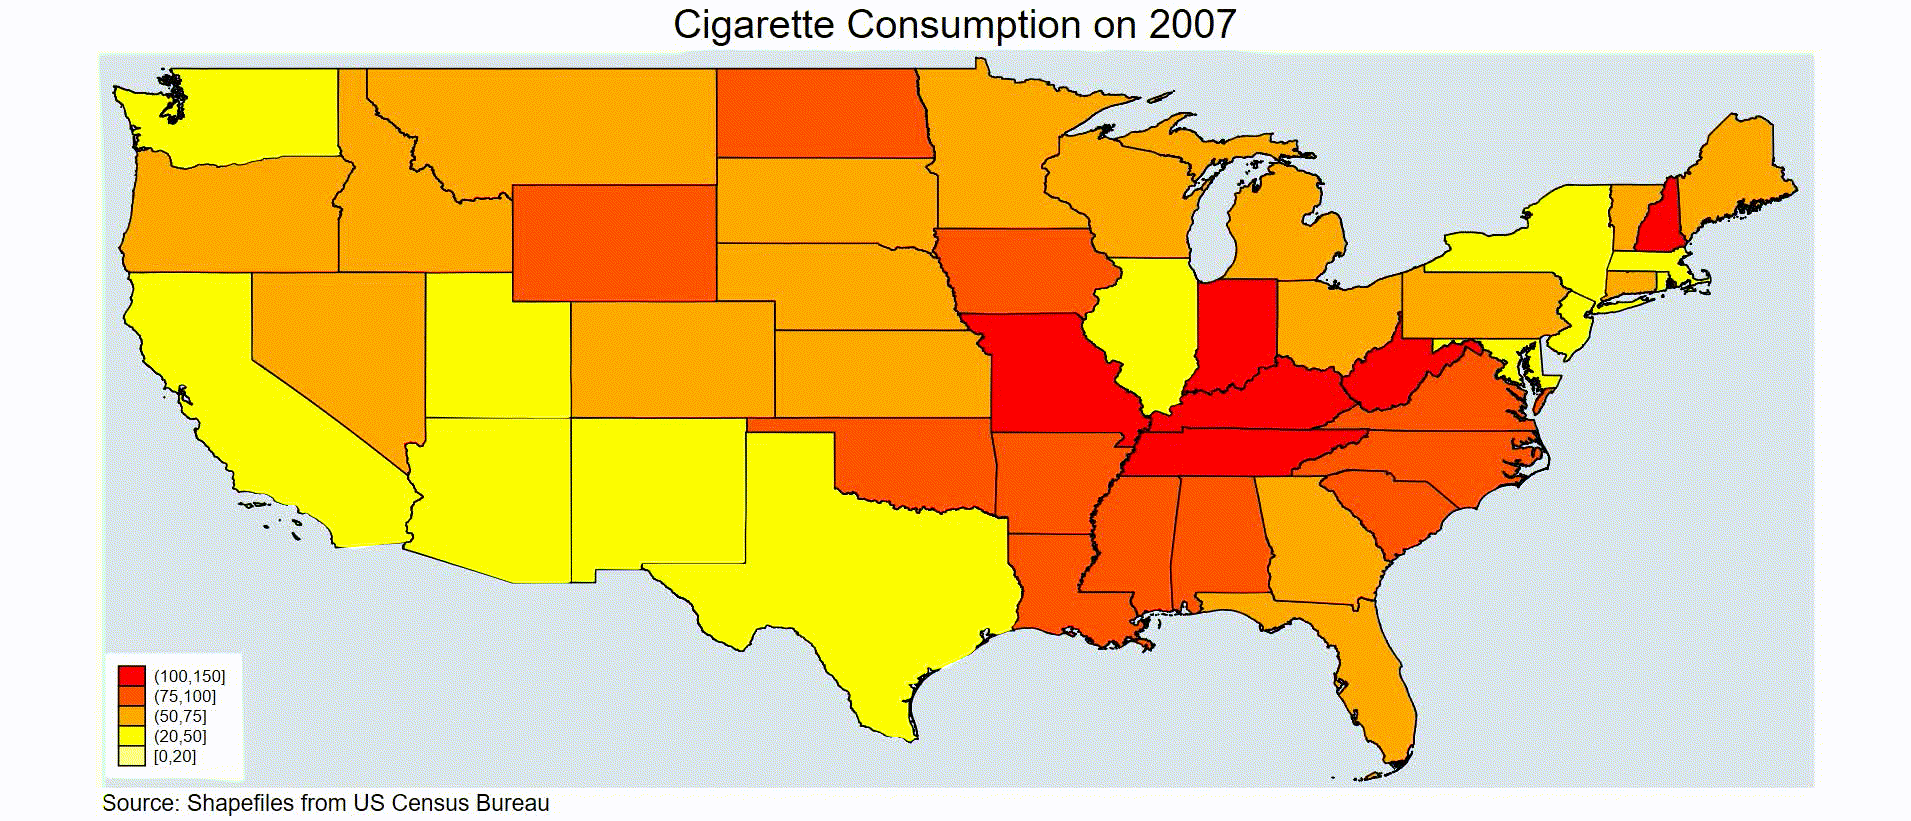 Cigarette Consumption on 2007
(100,150]
(75,100]
(50,75]
(20,50]
[0,20]
Source: Shapefiles from US Census Bureau